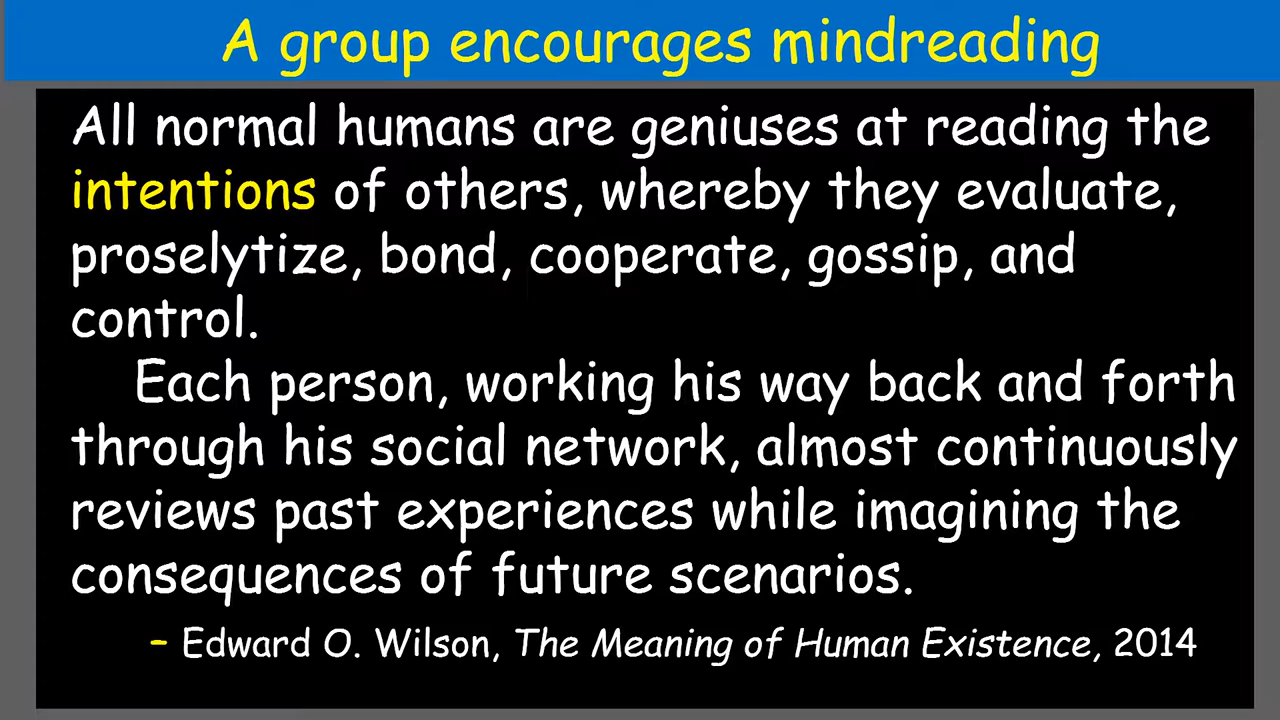 A group encourages mindreading
All normal humans are geniuses at reading the
intentions of others, whereby they evaluate,
proselytize, bond, cooperate, gossip, and
control.
Each person, working his way back and forth
through his social network, almost continuously
reviews past experiences while imagining the
consequences of future scenarios.
– Edward O. Wilson, The Meaning of Human Existence, 2014